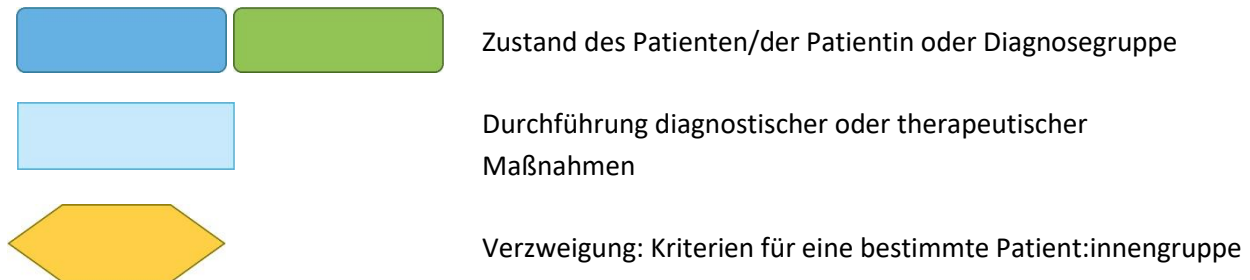 Zustand des Patienten/der Patientin oder Diagnosegruppe
Durchführung diagnostischer oder therapeutischer
Maßnahmen
Verzweigung: Kriterien für eine bestimmte Patient:innengruppe